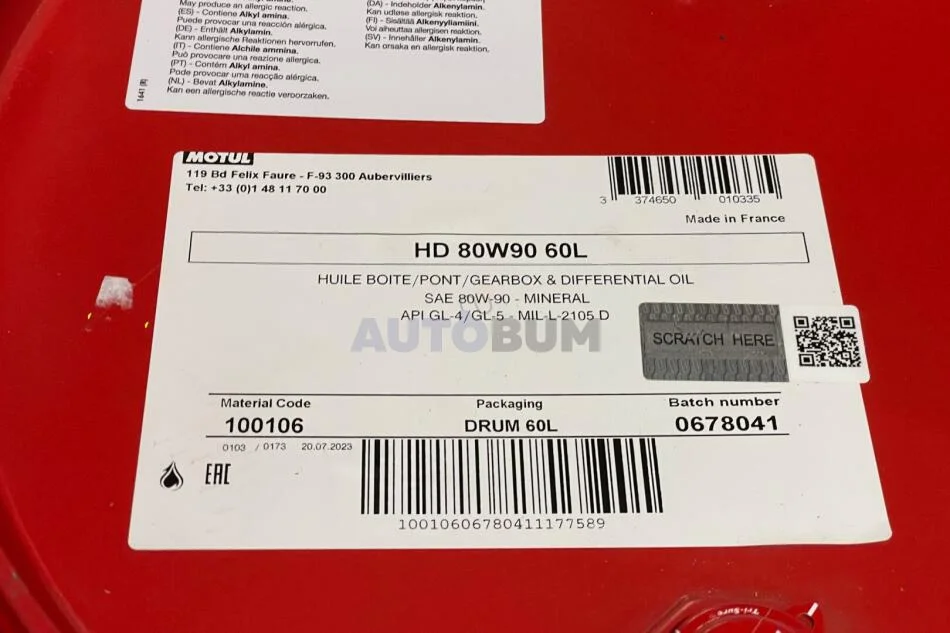 May produce an allergic reaction.
(ES) - Contiene Alkyl amina.
Puede provocar una reacción alérgica.
(DE) - Enthält Alkylamin.
Kann allergische Reaktionen hervorrufen.
(IT) - Contiene Alchile ammina.
Può provocare una reazione allergica.
(PT) - Contém Alkyl amina.
Pode provocar uma reacção alérgica.
(NL) - Bevat Alkylamine.
Kan een allergische reactie veroorzaken.
(DA) - Indeholder Alkenylamin.
Kan udløse allergisk reaktion.
(FI) - Sisältää Alkenyyliamiini.
Voi aiheuttaa allergisen reaktion.
(SV) - Innehåller Alkenylamin.
Kan orsaka en allergisk reaktion.
1641 (R)
MOTUL
119 Bd Felix Faure - F-93 300 Aubervilliers
Tel: +33 (0)1 48 11 70 00
3 374650 010335
Made in France
HD 80W90 60L
HUILE BOITE/PONT/GEARBOX & DIFFERENTIAL OIL
SAE 80W-90 - MINERAL
API GL-4/GL-5 - MIL-L-2105 D
AUTOBUM
SCRATCH HERE
Material Code Packaging Batch number
100106 DRUM 60L 0678041
0103 / 0173 20.07.2023
EAC
10010606780411177589
Tri-Sure